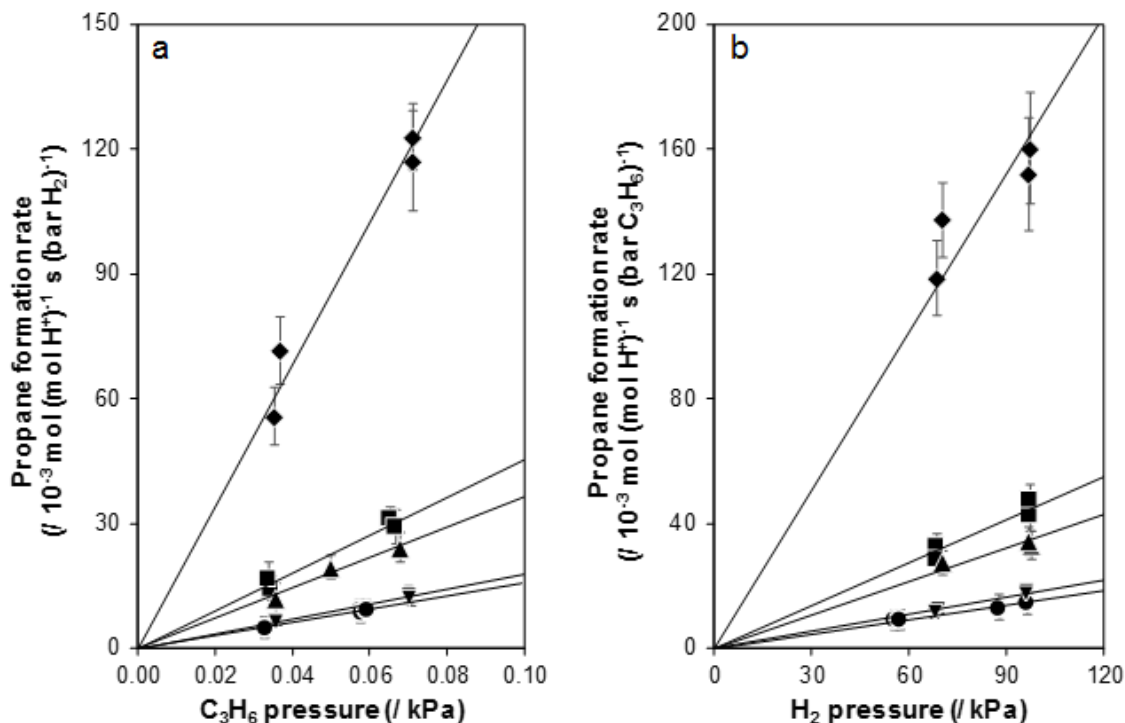 a
150
120
90
60
30
0
0.00 0.02 0.04 0.06 0.08 0.10
C₃H₆ pressure (/ kPa)
Propane formation rate
(/ 10⁻³ mol (mol H⁺)⁻¹ s (bar H₂)⁻¹)
b
200
160
120
80
40
0
0 30 60 90 120
H₂ pressure (/ kPa)
Propane formation rate
(/ 10⁻³ mol (mol H⁺)⁻¹ s (bar C₃H₆)⁻¹)